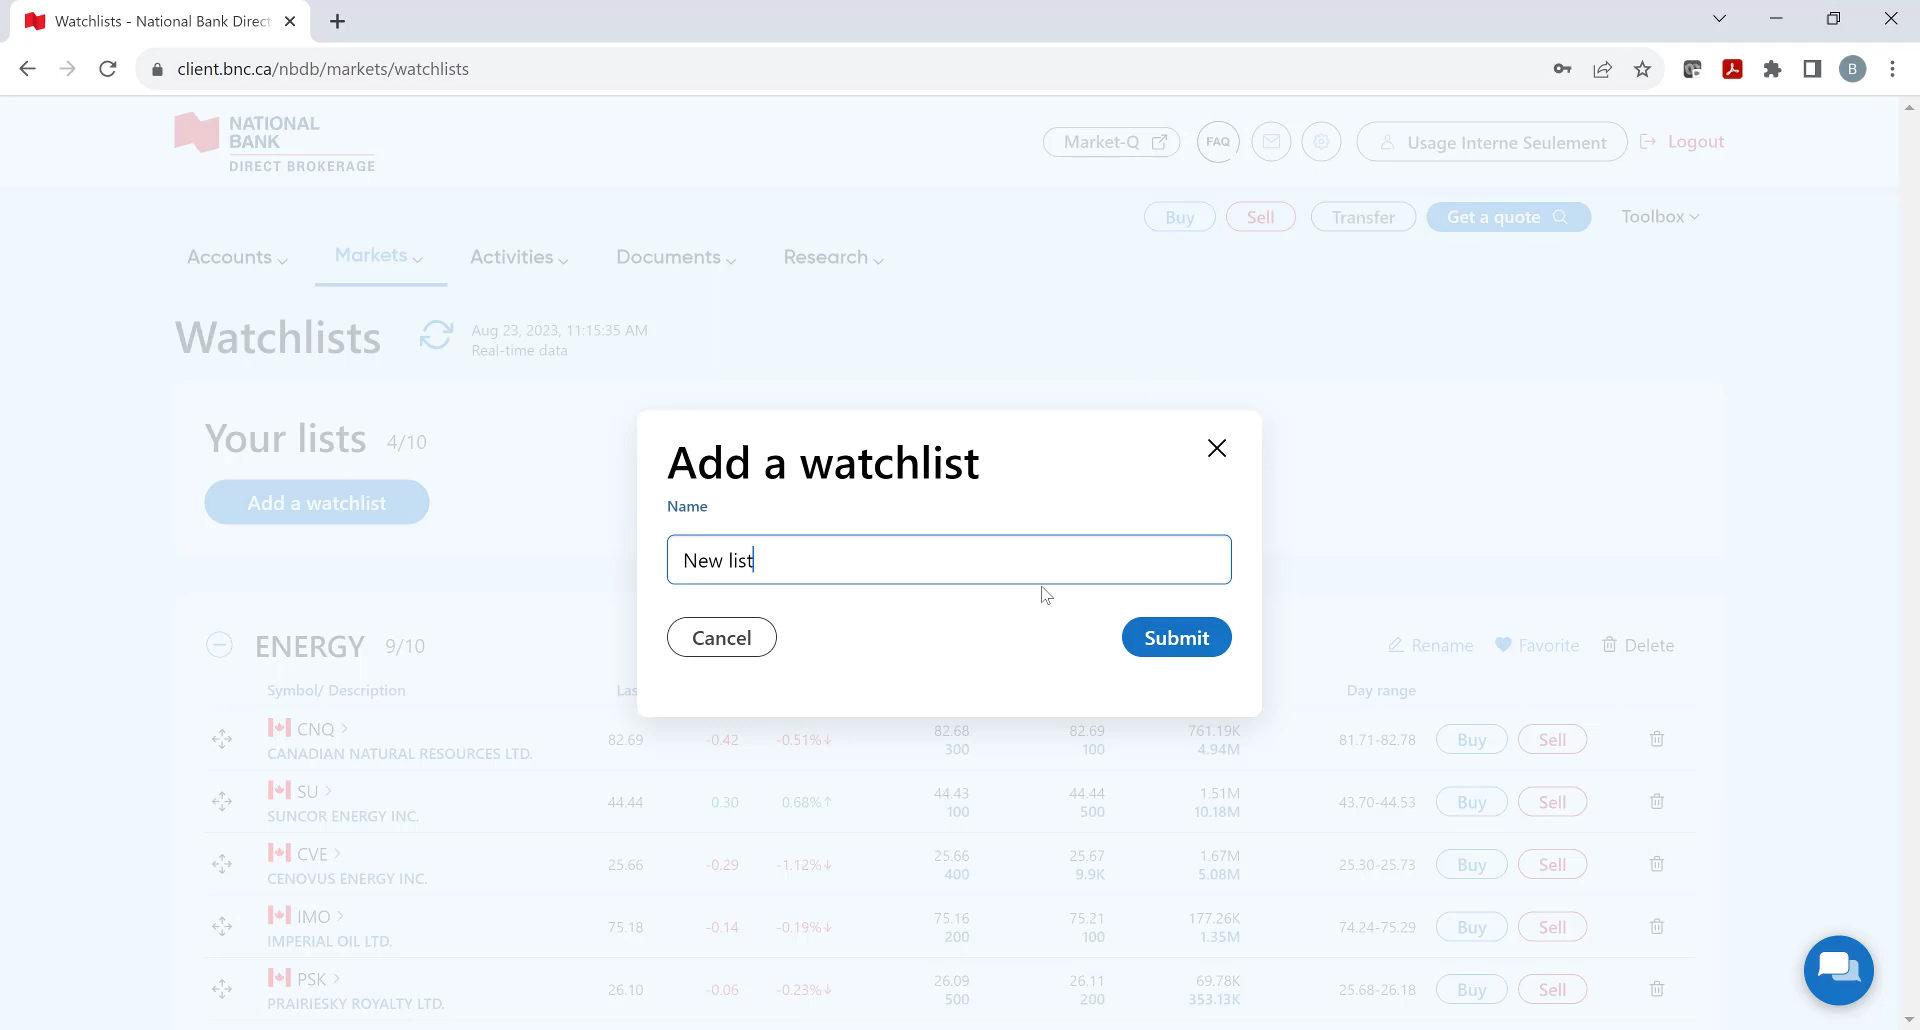 Watchlists - National Bank Direct
client.bnc.ca/nbdb/markets/watchlists
B
NATIONAL
BANK
DIRECT BROKERAGE
Market-Q
FAQ
Usage Interne Seulement
Logout
Buy
Sell
Transfer
Get a quote
Toolbox
Accounts
Markets
Activities
Documents
Research
Watchlists
Aug 23, 2023, 11:15:35 AM
Real-time data
Your lists 4/10
Add a watchlist
Add a watchlist
Name
New list
Cancel
Submit
ENERGY 9/10
Rename
Favorite
Delete
Symbol/ Description
Las
Day range
CNQ >
CANADIAN NATURAL RESOURCES LTD.
82.69 -0.42 -0.51%↓ 82.68 82.69 761.19K 81.71-82.78 Buy Sell
300 100 4.94M
SU >
SUNCOR ENERGY INC.
44.44 0.30 0.68%↑ 44.43 44.44 1.51M 43.70-44.53 Buy Sell
100 500 10.18M
CVE >
CENOVUS ENERGY INC.
25.66 -0.29 -1.12%↓ 25.66 25.67 1.67M 25.30-25.73 Buy Sell
400 9.9K 5.08M
IMO >
IMPERIAL OIL LTD.
75.18 -0.14 -0.19%↓ 75.16 75.21 177.26K 74.24-75.29 Buy Sell
200 100 1.35M
PSK >
PRAIRIESKY ROYALTY LTD.
26.10 -0.06 -0.23%↓ 26.09 26.11 69.78K 25.68-26.18 Buy Sell
500 200 353.13K